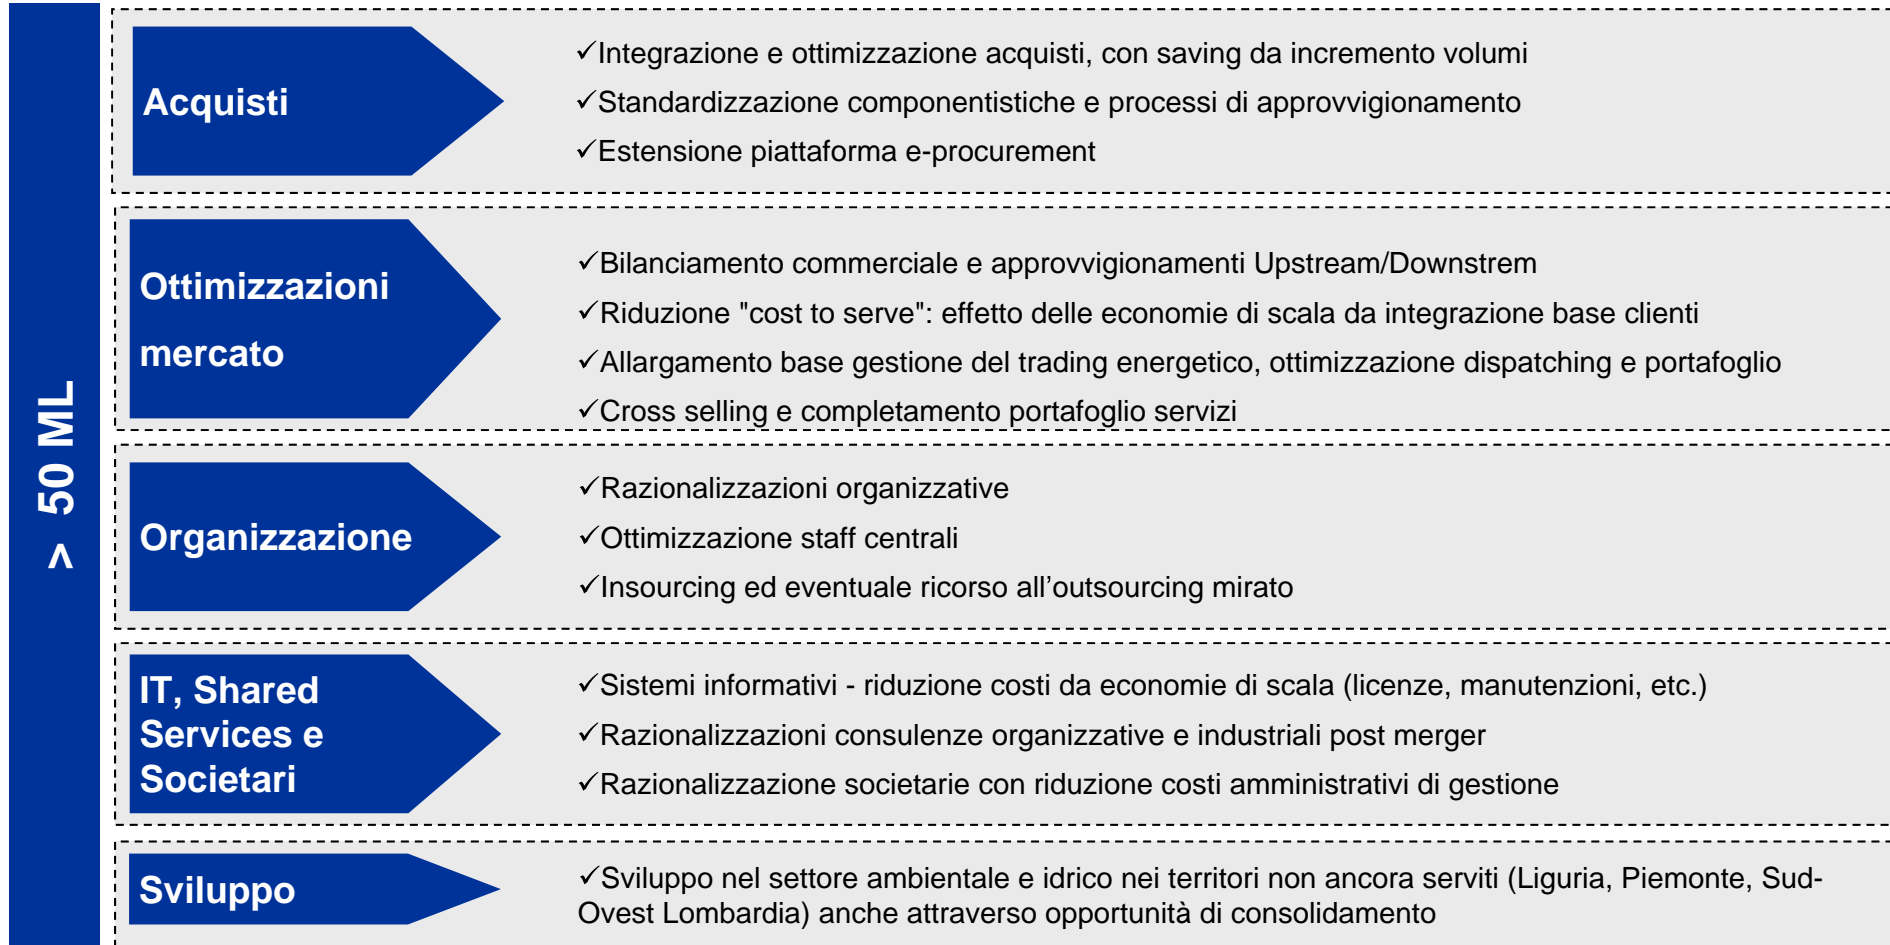 > 50 ML
Acquisti
✓Integrazione e ottimizzazione acquisti, con saving da incremento volumi
✓Standardizzazione componentistiche e processi di approvvigionamento
✓Estensione piattaforma e-procurement
Ottimizzazioni
mercato
✓Bilanciamento commerciale e approvvigionamenti Upstream/Downstrem
✓Riduzione "cost to serve": effetto delle economie di scala da integrazione base clienti
✓Allargamento base gestione del trading energetico, ottimizzazione dispatching e portafoglio
✓Cross selling e completamento portafoglio servizi
Organizzazione
✓Razionalizzazioni organizzative
✓Ottimizzazione staff centrali
✓Insourcing ed eventuale ricorso all’outsourcing mirato
IT, Shared
Services e
Societari
✓Sistemi informativi - riduzione costi da economie di scala (licenze, manutenzioni, etc.)
✓Razionalizzazioni consulenze organizzative e industriali post merger
✓Razionalizzazione societarie con riduzione costi amministrativi di gestione
Sviluppo
✓Sviluppo nel settore ambientale e idrico nei territori non ancora serviti (Liguria, Piemonte, Sud-
Ovest Lombardia) anche attraverso opportunità di consolidamento